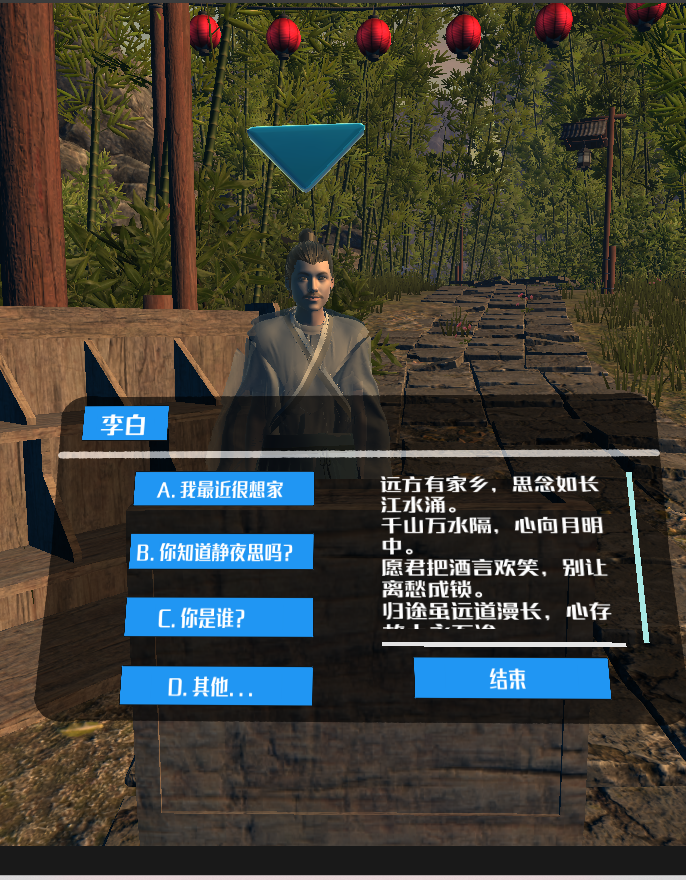 李白
A. 我最近很想家
B. 你知道静夜思吗？
C. 你是谁？
D. 其他...
远方有家乡，思念如长
江水涌。
千山万水隔，心向月明
中。
愿君把酒言欢笑，别让
离愁成锁。
归途虽远道漫长，心存
结束